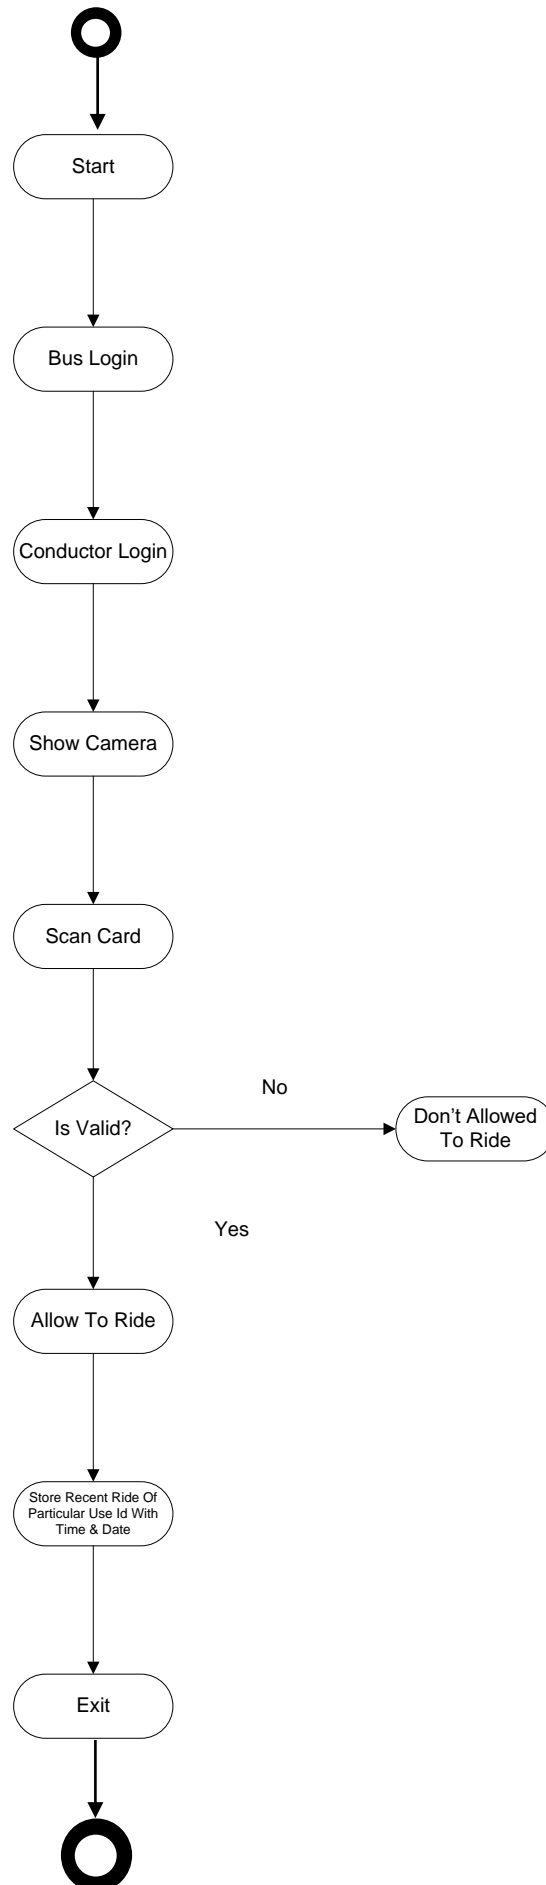 Start
Bus Login
Conductor Login
Show Camera
Scan Card
Is Valid?
No
Don’t Allowed
To Ride
Yes
Allow To Ride
Store Recent Ride Of
Particular Use Id With
Time & Date
Exit